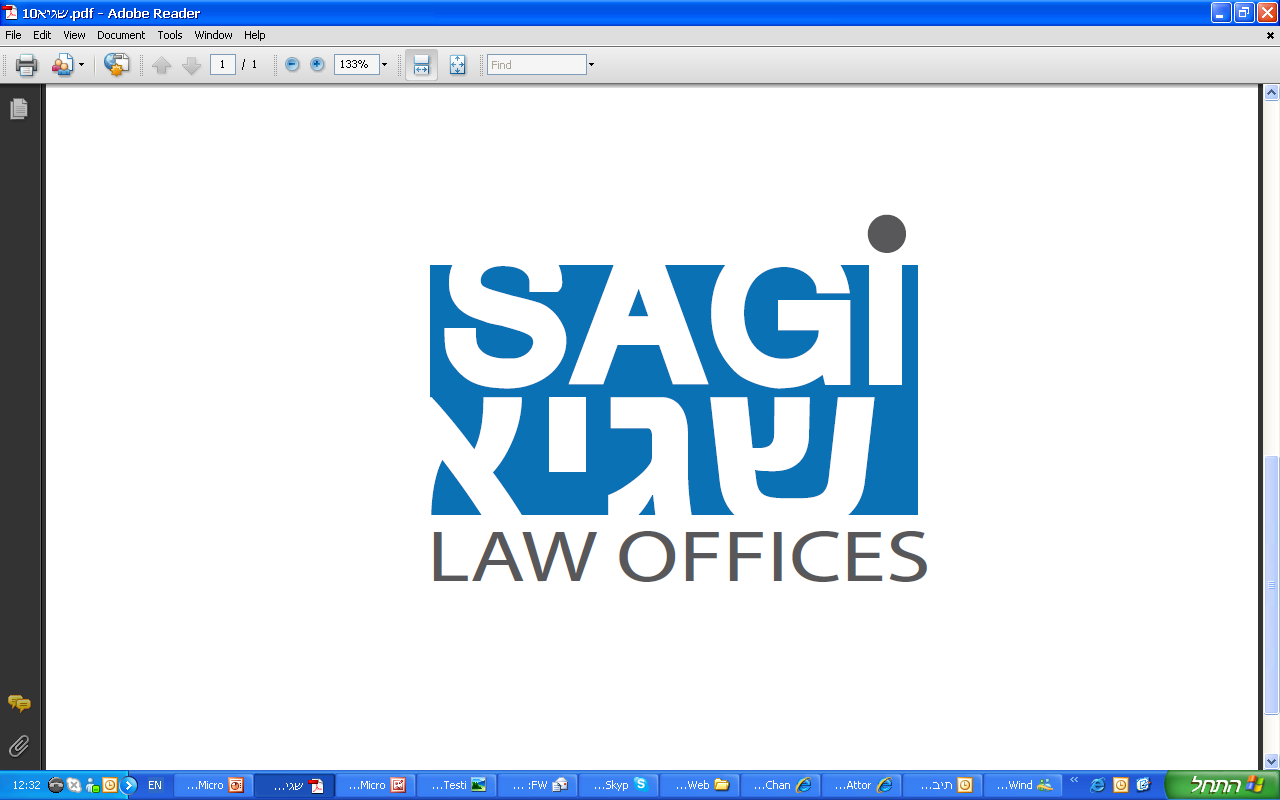 שגיא10.pdf - Adobe Reader
File Edit View Document Tools Window Help
1 / 1 133% Find
SAGi
שגיא
LAW OFFICES
12:32 EN Micro... שגי... Micro... Testi... FW: ... Skyp... Web... Chan... Attor... תיב... Wind... התחל